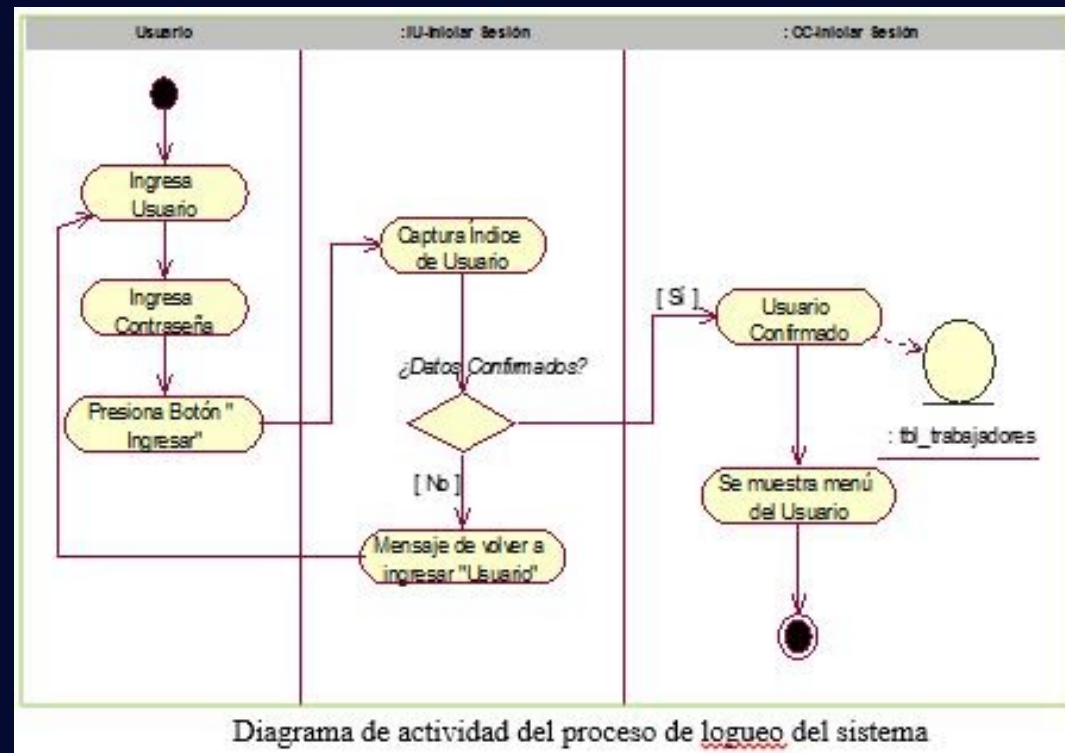 Usuario
: IU-Iniciar Sesión
: CC-Iniciar Sesión
Ingresa
Usuario
Ingresa
Contraseña
Presiona Botón "
Ingresar"
Captura Índice
de Usuario
¿Datos Confirmados?
[ No ]
Mensaje de volver a
ingresar "Usuario"
[ Sí ]
Usuario
Confirmado
: tbl_trabajadores
Se muestra menú
del Usuario
Diagrama de actividad del proceso de logueo del sistema